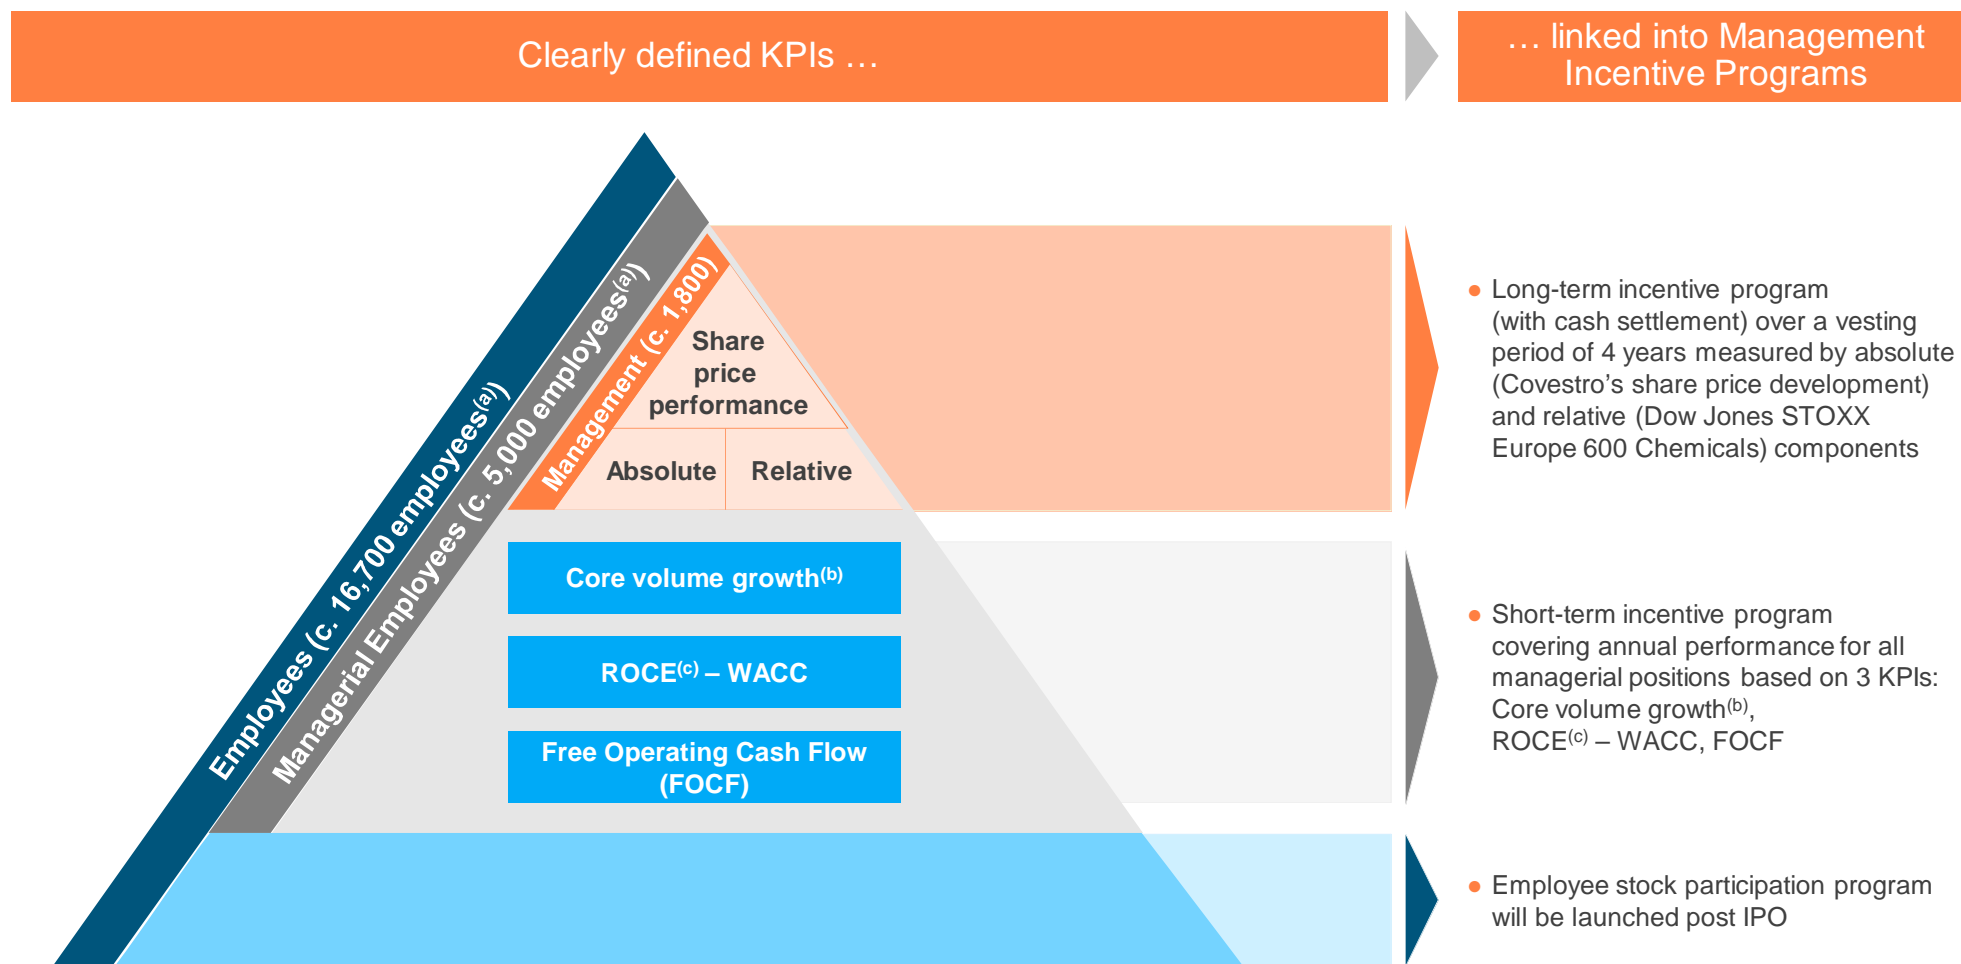 Clearly defined KPIs …
… linked into Management
Incentive Programs
Employees (c. 16,700 employees(a))
Managerial Employees (c. 5,000 employees(a))
Management (c. 1,800)
Share
price
performance
Absolute
Relative
Core volume growth(b)
ROCE(c) – WACC
Free Operating Cash Flow
(FOCF)
● Long-term incentive program
(with cash settlement) over a vesting
period of 4 years measured by absolute
(Covestro’s share price development)
and relative (Dow Jones STOXX
Europe 600 Chemicals) components
● Short-term incentive program
covering annual performance for all
managerial positions based on 3 KPIs:
Core volume growth(b),
ROCE(c) – WACC, FOCF
● Employee stock participation program
will be launched post IPO